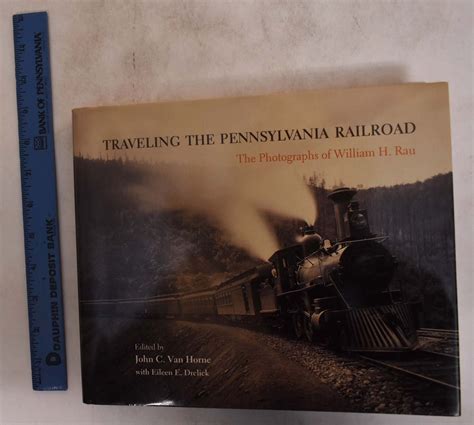 BANK OF PENNSYLVANIA
DAUPHIN DEPOSIT BANK
TRAVELING THE PENNSYLVANIA RAILROAD
The Photographs of William H. Rau
Edited by
John C. Van Horne
with Eileen E. Drelick